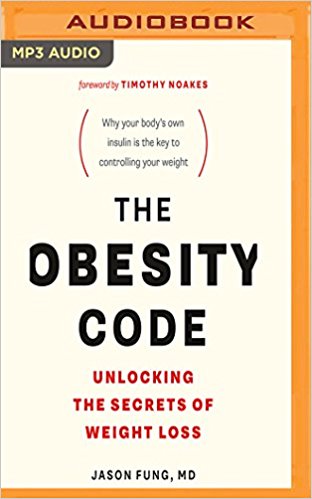 AUDIOBOOK
MP3 AUDIO
foreword by TIMOTHY NOAKES
Why your body's own
insulin is the key to
controlling your weight
THE
OBESITY
CODE
UNLOCKING
THE SECRETS OF
WEIGHT LOSS
JASON FUNG, MD